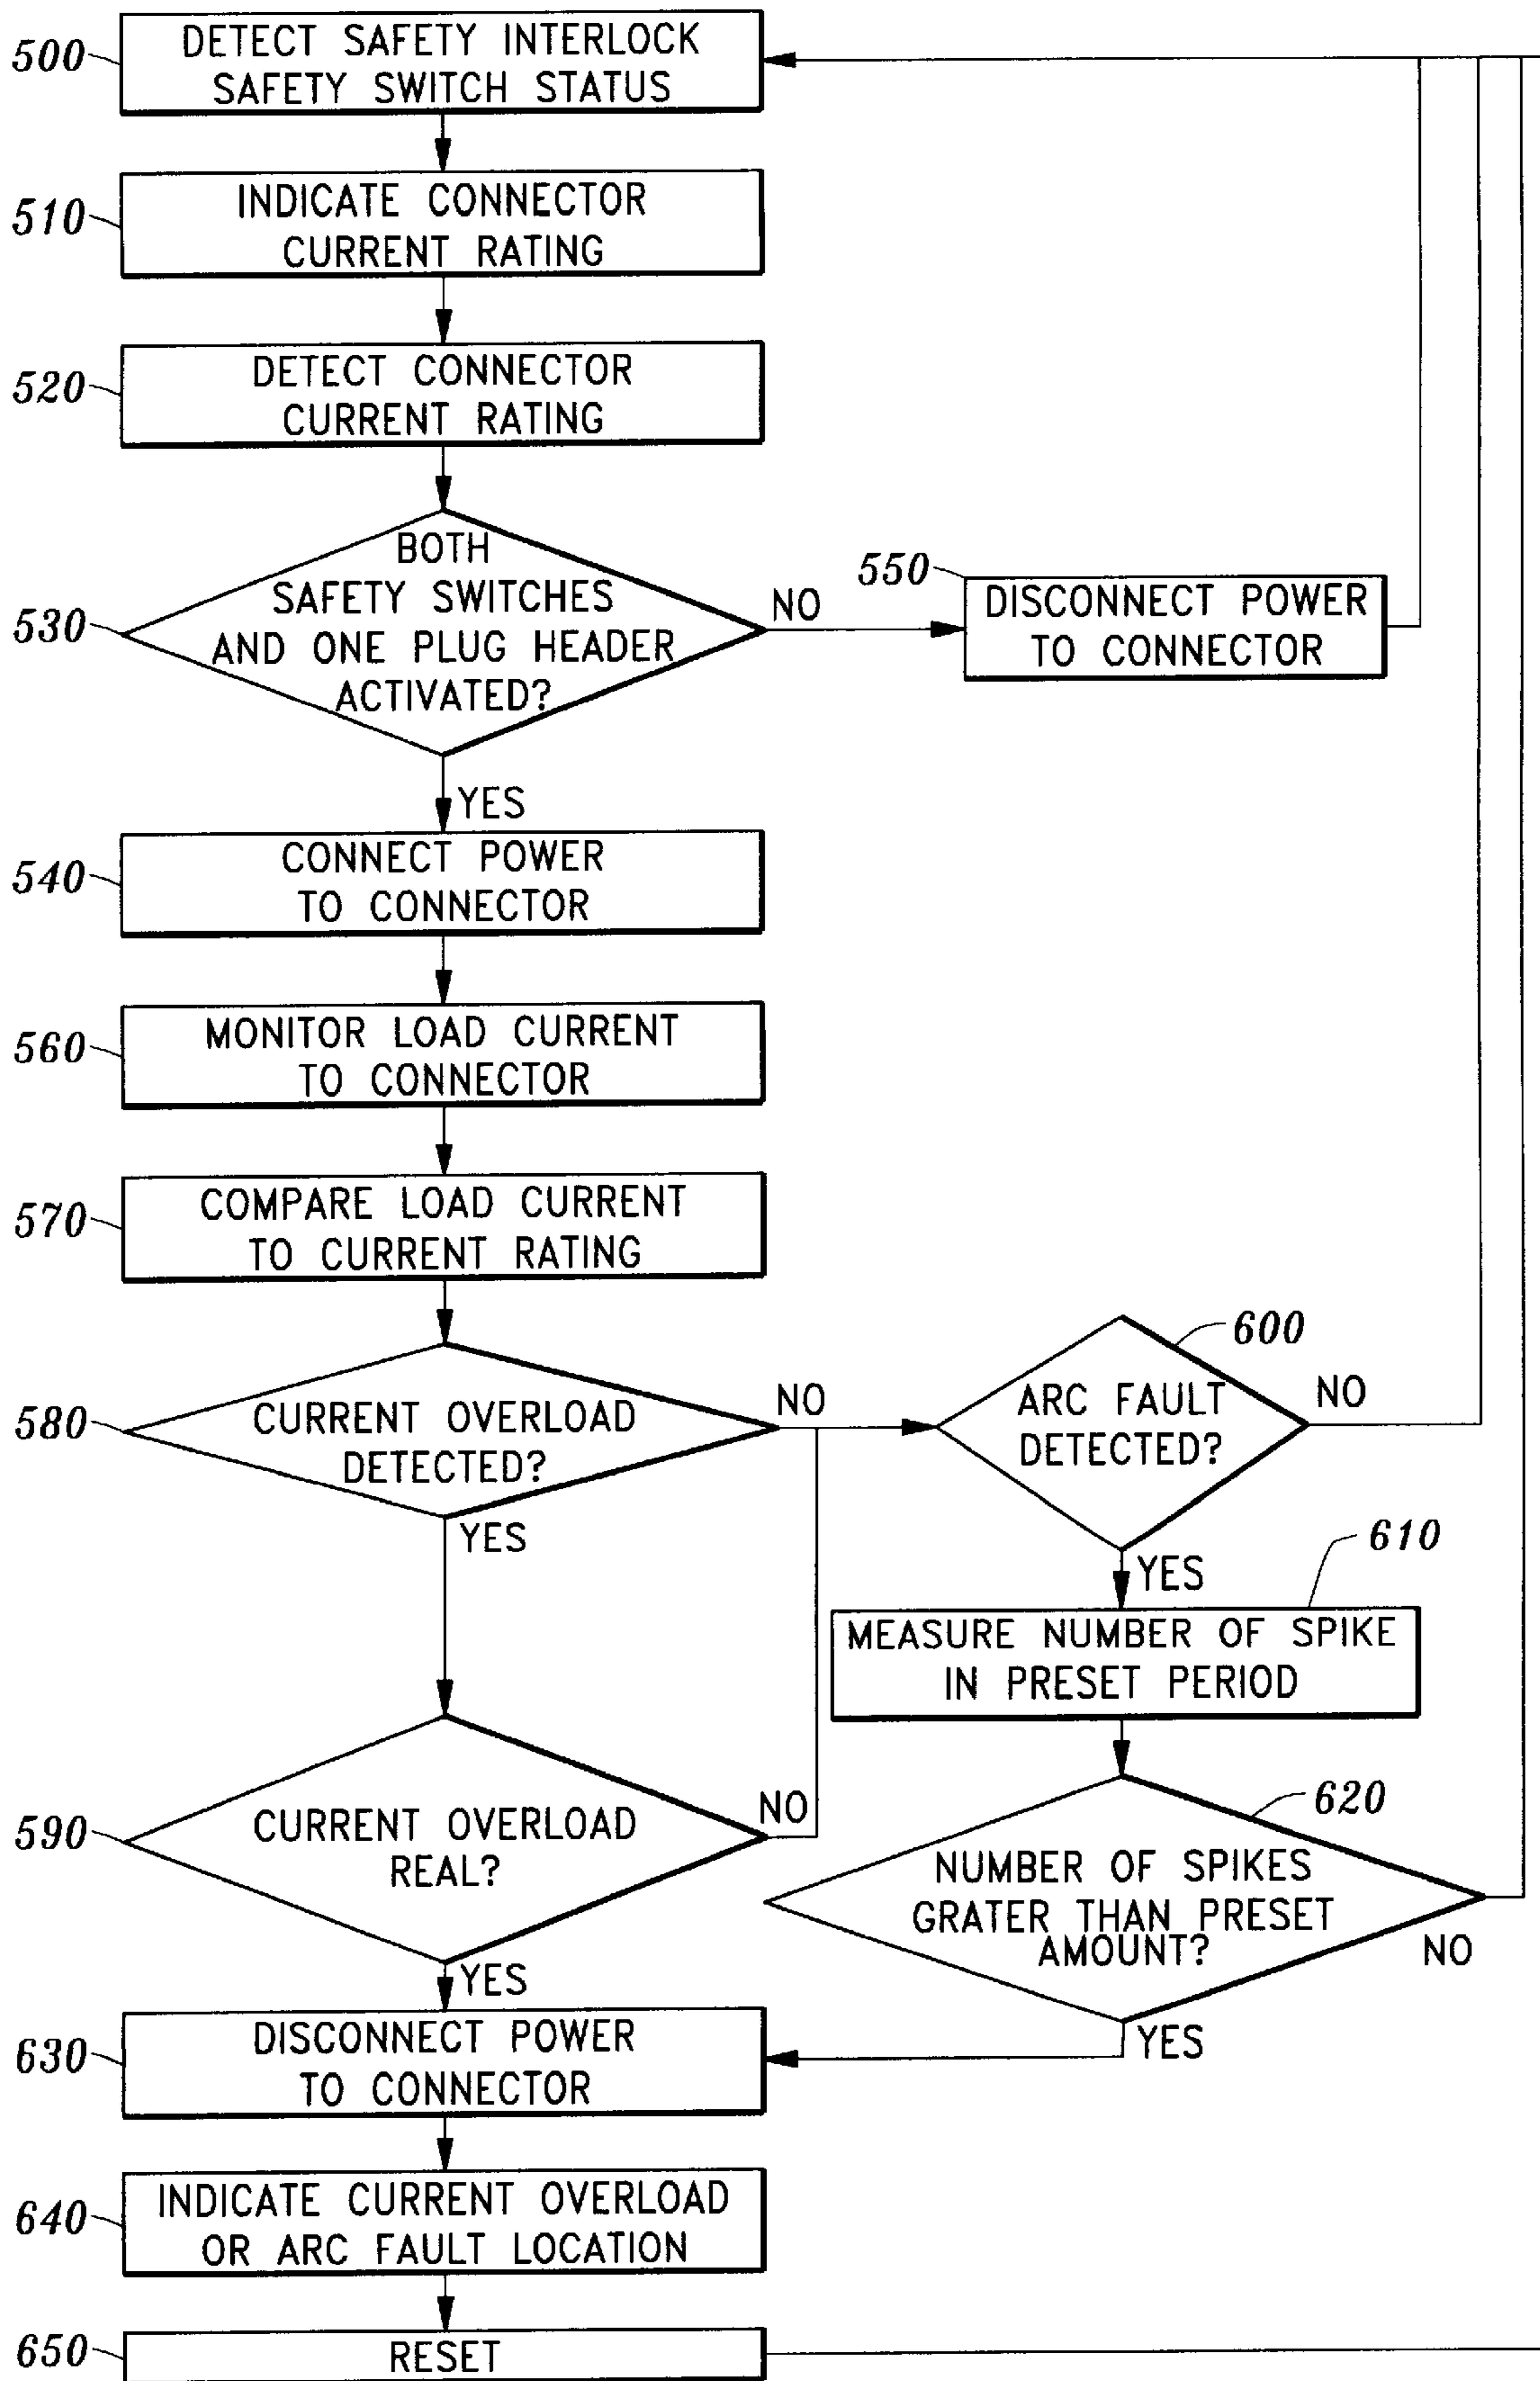 500
DETECT SAFETY INTERLOCK
SAFETY SWITCH STATUS
510
INDICATE CONNECTOR
CURRENT RATING
520
DETECT CONNECTOR
CURRENT RATING
530
BOTH
SAFETY SWITCHES
AND ONE PLUG HEADER
ACTIVATED?
NO
550
DISCONNECT POWER
TO CONNECTOR
YES
540
CONNECT POWER
TO CONNECTOR
560
MONITOR LOAD CURRENT
TO CONNECTOR
570
COMPARE LOAD CURRENT
TO CURRENT RATING
580
CURRENT OVERLOAD
DETECTED?
NO
YES
600
ARC FAULT
DETECTED?
NO
YES
610
MEASURE NUMBER OF SPIKE
IN PRESET PERIOD
590
CURRENT OVERLOAD
REAL?
NO
YES
620
NUMBER OF SPIKES
GRATER THAN PRESET
AMOUNT?
NO
YES
630
DISCONNECT POWER
TO CONNECTOR
640
INDICATE CURRENT OVERLOAD
OR ARC FAULT LOCATION
650
RESET